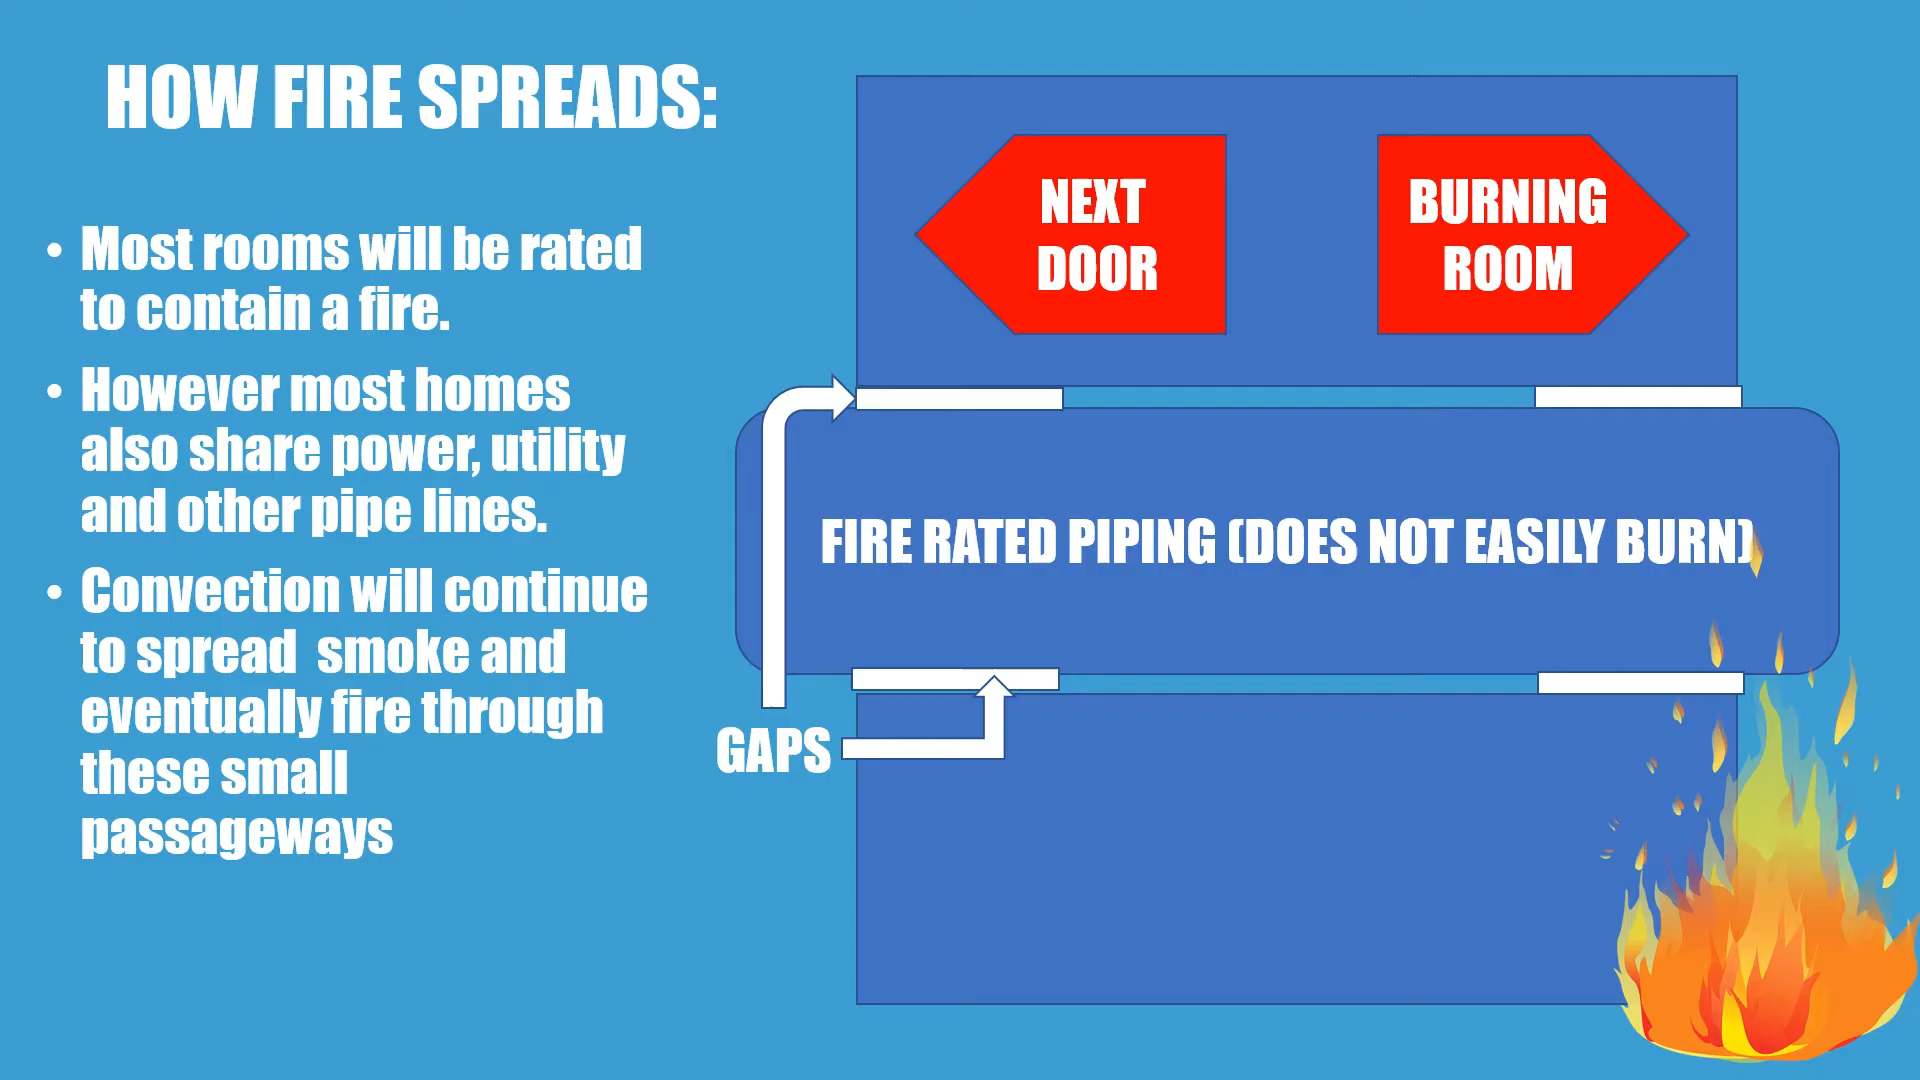 HOW FIRE SPREADS:
• Most rooms will be rated
to contain a fire.
• However most homes
also share power, utility
and other pipe lines.
• Convection will continue
to spread  smoke and
eventually fire through
these small
passageways
NEXT
DOOR
BURNING
ROOM
FIRE RATED PIPING (DOES NOT EASILY BURN)
GAPS